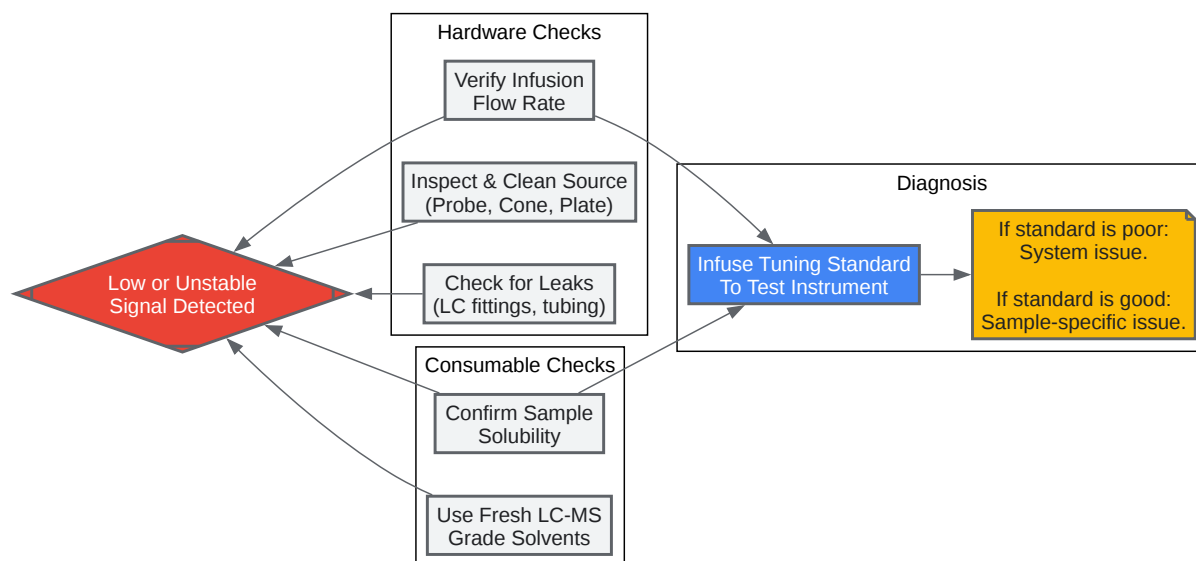 Hardware Checks
Verify Infusion
Flow Rate
Inspect & Clean Source
(Probe, Cone, Plate)
Check for Leaks
(LC fittings, tubing)
Low or Unstable
Signal Detected
Consumable Checks
Confirm Sample
Solubility
Use Fresh LC-MS
Grade Solvents
Diagnosis
Infuse Tuning Standard
To Test Instrument
If standard is poor:
System issue.
If standard is good:
Sample-specific issue.